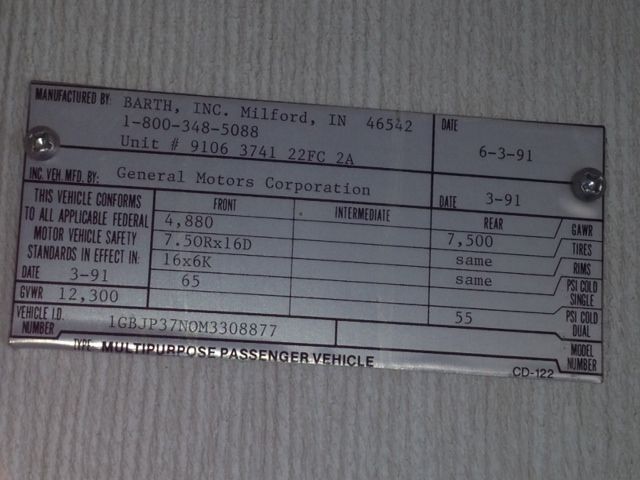 MANUFACTURED BY: BARTH, INC. Milford, IN 46542
1-800-348-5088
Unit # 9106 3741 22FC 2A
DATE
6-3-91
INC. VEH. MFD. BY: General Motors Corporation
DATE 3-91
THIS VEHICLE CONFORMS
TO ALL APPLICABLE FEDERAL
MOTOR VEHICLE SAFETY
STANDARDS IN EFFECT IN:
DATE 3-91
FRONT INTERMEDIATE REAR
4,880 7,500 GAWR
7.50Rx16D same TIRES
16x6K same RIMS
65 PSI COLD SINGLE
GVWR 12,300 55 PSI COLD DUAL
VEHICLE I.D.
NUMBER 1GBJP37N0M3308877 MODEL NUMBER
TYPE: MULTIPURPOSE PASSENGER VEHICLE CD-122